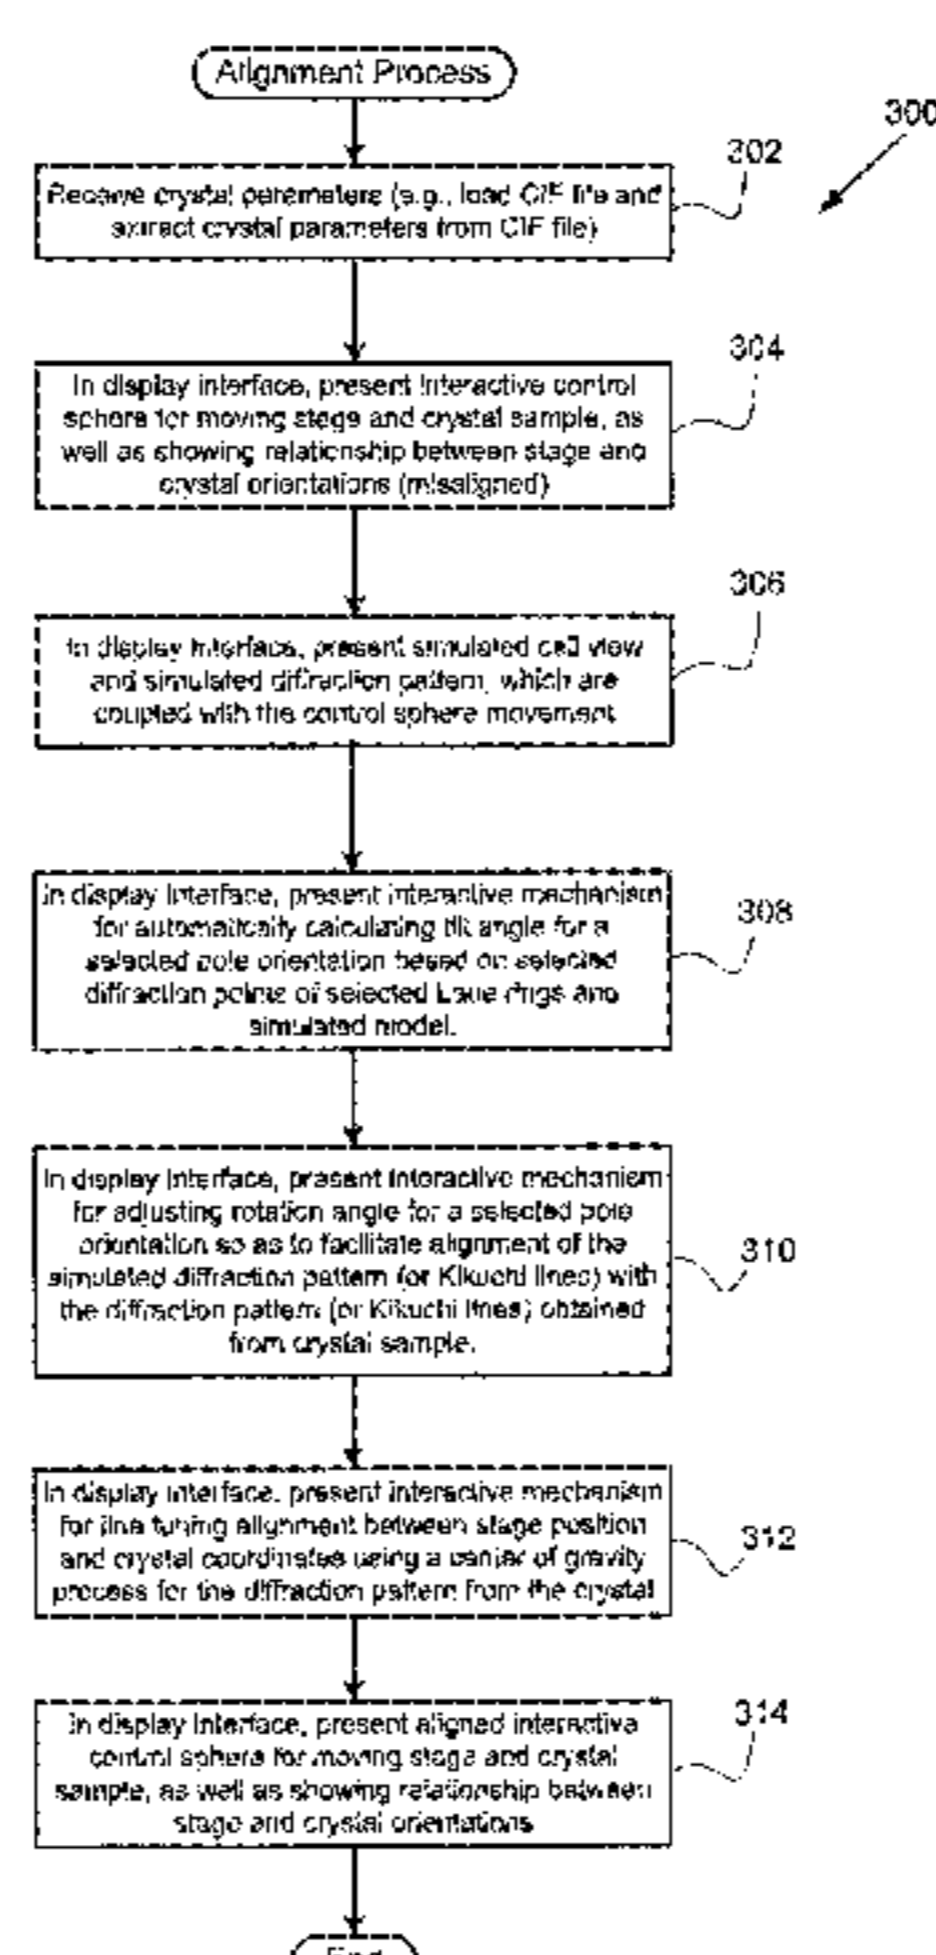 Alignment Process
300
302
Receive crystal parameters (e.g., load CIF file and
extract crystal parameters from CIF file)
304
In display interface, present interactive control
sphere for moving stage and crystal sample, as
well as showing relationship between stage and
crystal orientations (misaligned)
306
In display interface, present simulated cell view
and simulated diffraction pattern, which are
coupled with the control sphere movement
308
In display interface, present interactive mechanism
for automatically calculating tilt angle for a
selected pole orientation based on selected
diffraction points of selected Laue rings and
simulated model.
310
In display interface, present interactive mechanism
for adjusting rotation angle for a selected pole
orientation so as to facilitate alignment of the
simulated diffraction pattern (or Kikuchi lines) with
the diffraction pattern (or Kikuchi lines) obtained
from crystal sample.
312
In display interface, present interactive mechanism
for fine tuning alignment between stage position
and crystal coordinates using a center of gravity
process for the diffraction pattern from the crystal
314
In display interface, present aligned interactive
control sphere for moving stage and crystal
sample, as well as showing relationship between
stage and crystal orientations
End